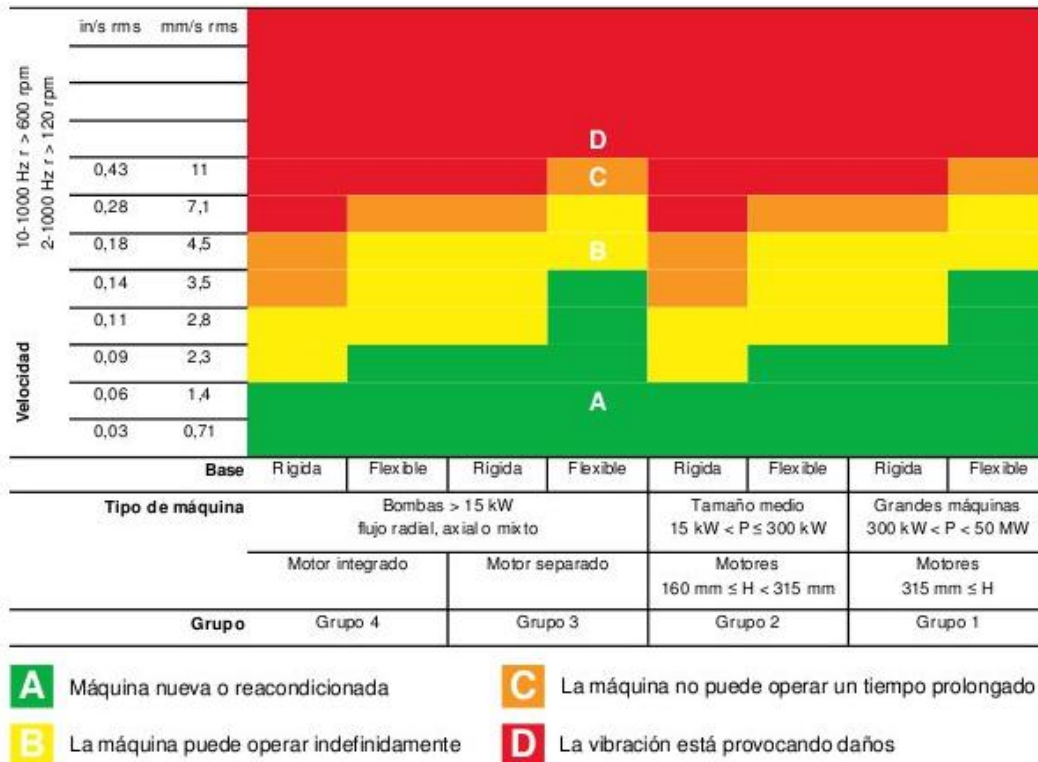 in/s rms mm/s rms
10-1000 Hz r > 600 rpm
2-1000 Hz r > 120 rpm
Velocidad
D
0,43 11 C
0,28 7,1
0,18 4,5 B
0,14 3,5
0,11 2,8
0,09 2,3
0,06 1,4 A
0,03 0,71
Base Rigida Flexible Rigida Flexible Rigida Flexible Rigida Flexible
Tipo de máquina Bombas > 15 kW Tamaño medio Grandes máquinas
flujo radial, axial o mixto 15 kW < P ≤ 300 kW 300 kW < P < 50 MW
Motor integrado Motor separado Motores Motores
160 mm ≤ H < 315 mm 315 mm ≤ H
Grupo Grupo 4 Grupo 3 Grupo 2 Grupo 1
A Máquina nueva o reacondicionada C La máquina no puede operar un tiempo prolongado
B La máquina puede operar indefinidamente D La vibración está provocando daños